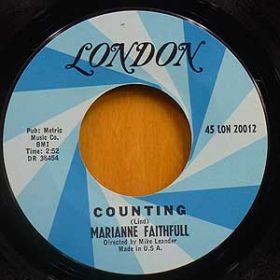 LONDON
Pub: Metric
Music Co.
BMI
Time: 2:52
DR 36454
45 LON 20012
COUNTING
(Lind)
MARIANNE FAITHFULL
Directed by Mike Leander
Made in U.S.A.